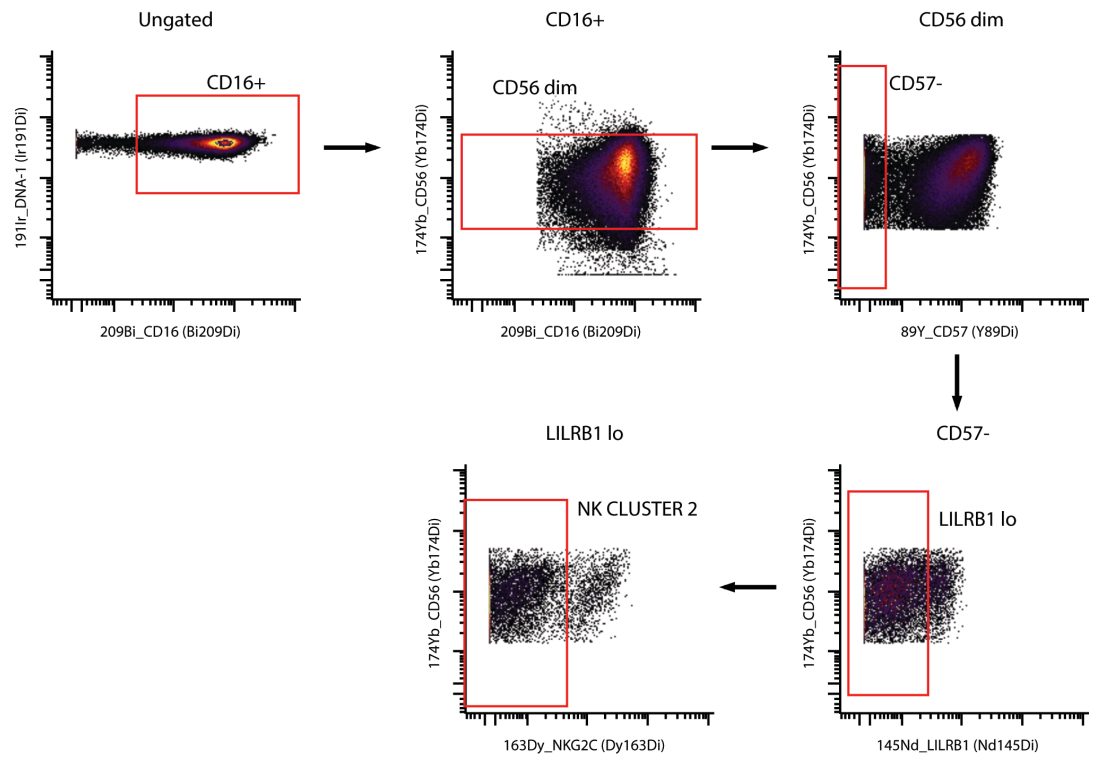 Ungated
CD16+
191Ir_DNA-1 (Ir191Di)
209Bi_CD16 (Bi209Di)
CD16+
CD56 dim
174Yb_CD56 (Yb174Di)
209Bi_CD16 (Bi209Di)
CD56 dim
CD57-
174Yb_CD56 (Yb174Di)
89Y_CD57 (Y89Di)
CD57-
LILRB1 lo
174Yb_CD56 (Yb174Di)
145Nd_LILRB1 (Nd145Di)
LILRB1 lo
NK CLUSTER 2
174Yb_CD56 (Yb174Di)
163Dy_NKG2C (Dy163Di)